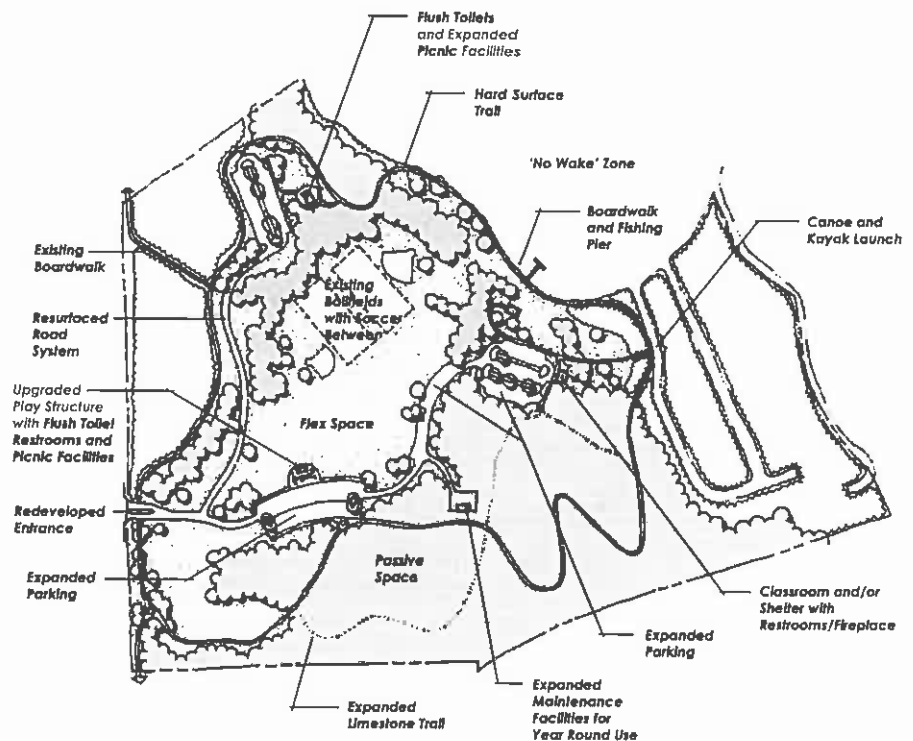 Flush Toilets
and Expanded
Picnic Facilities
Hard Surface
Trail
'No Wake' Zone
Boardwalk
and Fishing
Pier
Canoe and
Kayak Launch
Existing
Boardwalk
Existing
Ballfields
with Soccer
Between
Resurfaced
Road
System
Upgraded
Play Structure
with Flush Toilet
Restrooms and
Picnic Facilities
Flex Space
Redeveloped
Entrance
Passive
Space
Expanded
Parking
Classroom and/or
Shelter with
Restrooms/Fireplace
Expanded
Parking
Expanded
Limestone Trail
Expanded
Maintenance
Facilities for
Year Round Use